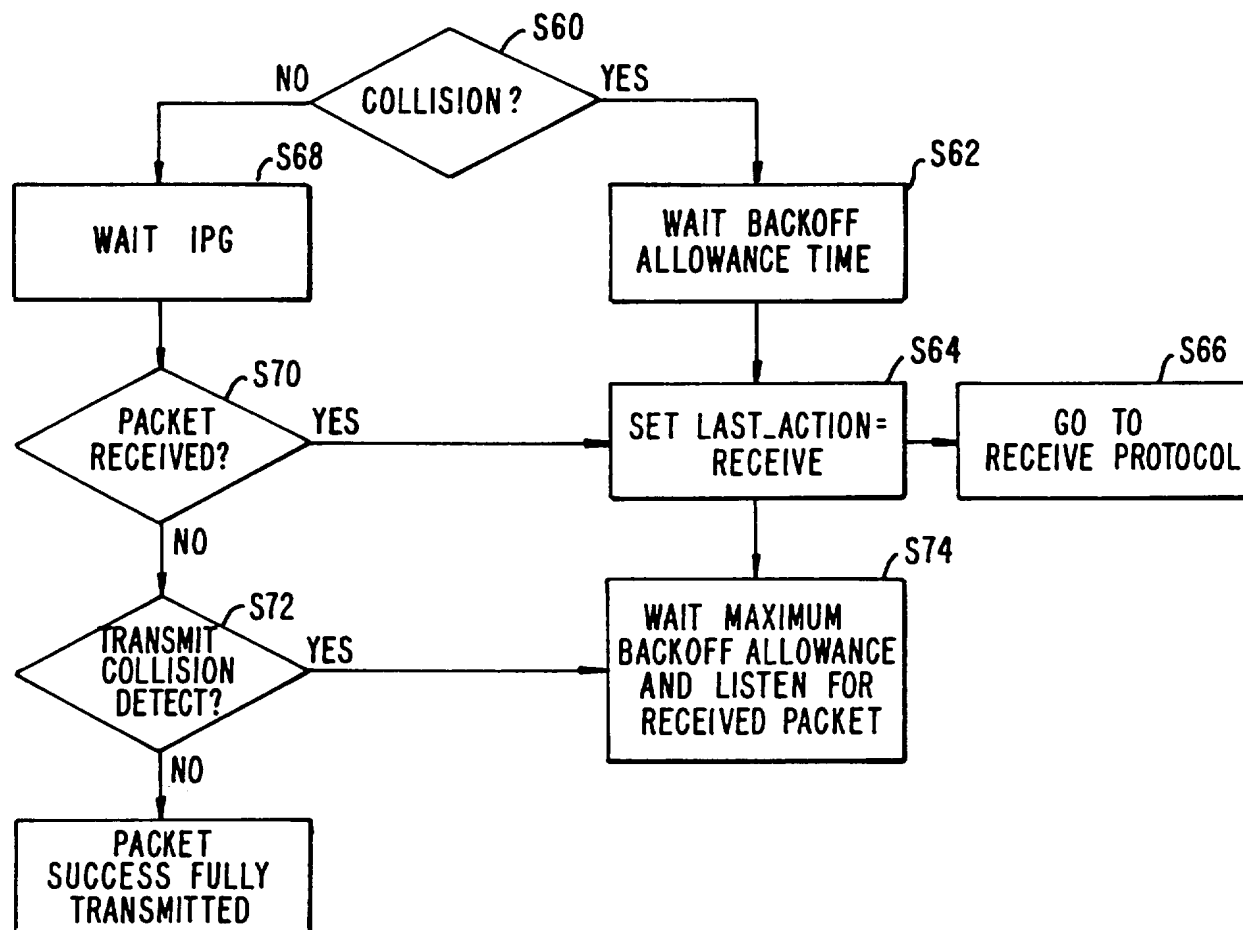 S60
NO
YES
COLLISION?
S68
S62
WAIT IPG
WAIT BACKOFF
ALLOWANCE TIME
S70
S64
S66
PACKET
RECEIVED?
YES
SET LAST_ACTION=
RECEIVE
GO TO
RECEIVE PROTOCOL
NO
S72
S74
TRANSMIT
COLLISION
DETECT?
YES
WAIT MAXIMUM
BACKOFF ALLOWANCE
AND LISTEN FOR
RECEIVED PACKET
NO
PACKET
SUCCESS FULLY
TRANSMITTED